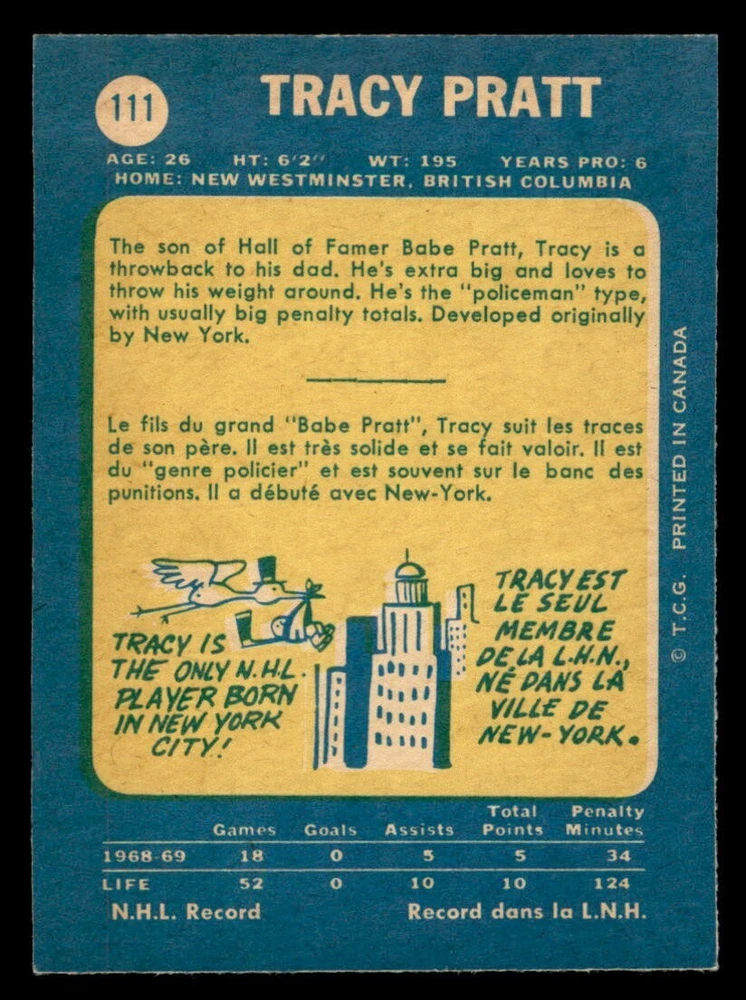 111
TRACY PRATT
AGE: 26 HT: 6'2" WT: 195 YEARS PRO: 6
HOME: NEW WESTMINSTER, BRITISH COLUMBIA
The son of Hall of Famer Babe Pratt, Tracy is a
throwback to his dad. He's extra big and loves to
throw his weight around. He's the "policeman" type,
with usually big penalty totals. Developed originally
by New York.
Le fils du grand "Babe Pratt", Tracy suit les traces
de son père. Il est très solide et se fait valoir. Il est
du "genre policier" et est souvent sur le banc des
punitions. Il a débuté avec New-York.
TRACY IS
THE ONLY N.H.L.
PLAYER BORN
IN NEW YORK
CITY!
TRACY EST
LE SEUL
MEMBRE
DE LA L.H.N.,
NÉ DANS LA
VILLE DE
NEW-YORK.
© T.C.G. PRINTED IN CANADA
Games Goals Assists Total Points Penalty Minutes
1968-69 18 0 5 5 34
LIFE 52 0 10 10 124
N.H.L. Record Record dans la L.N.H.